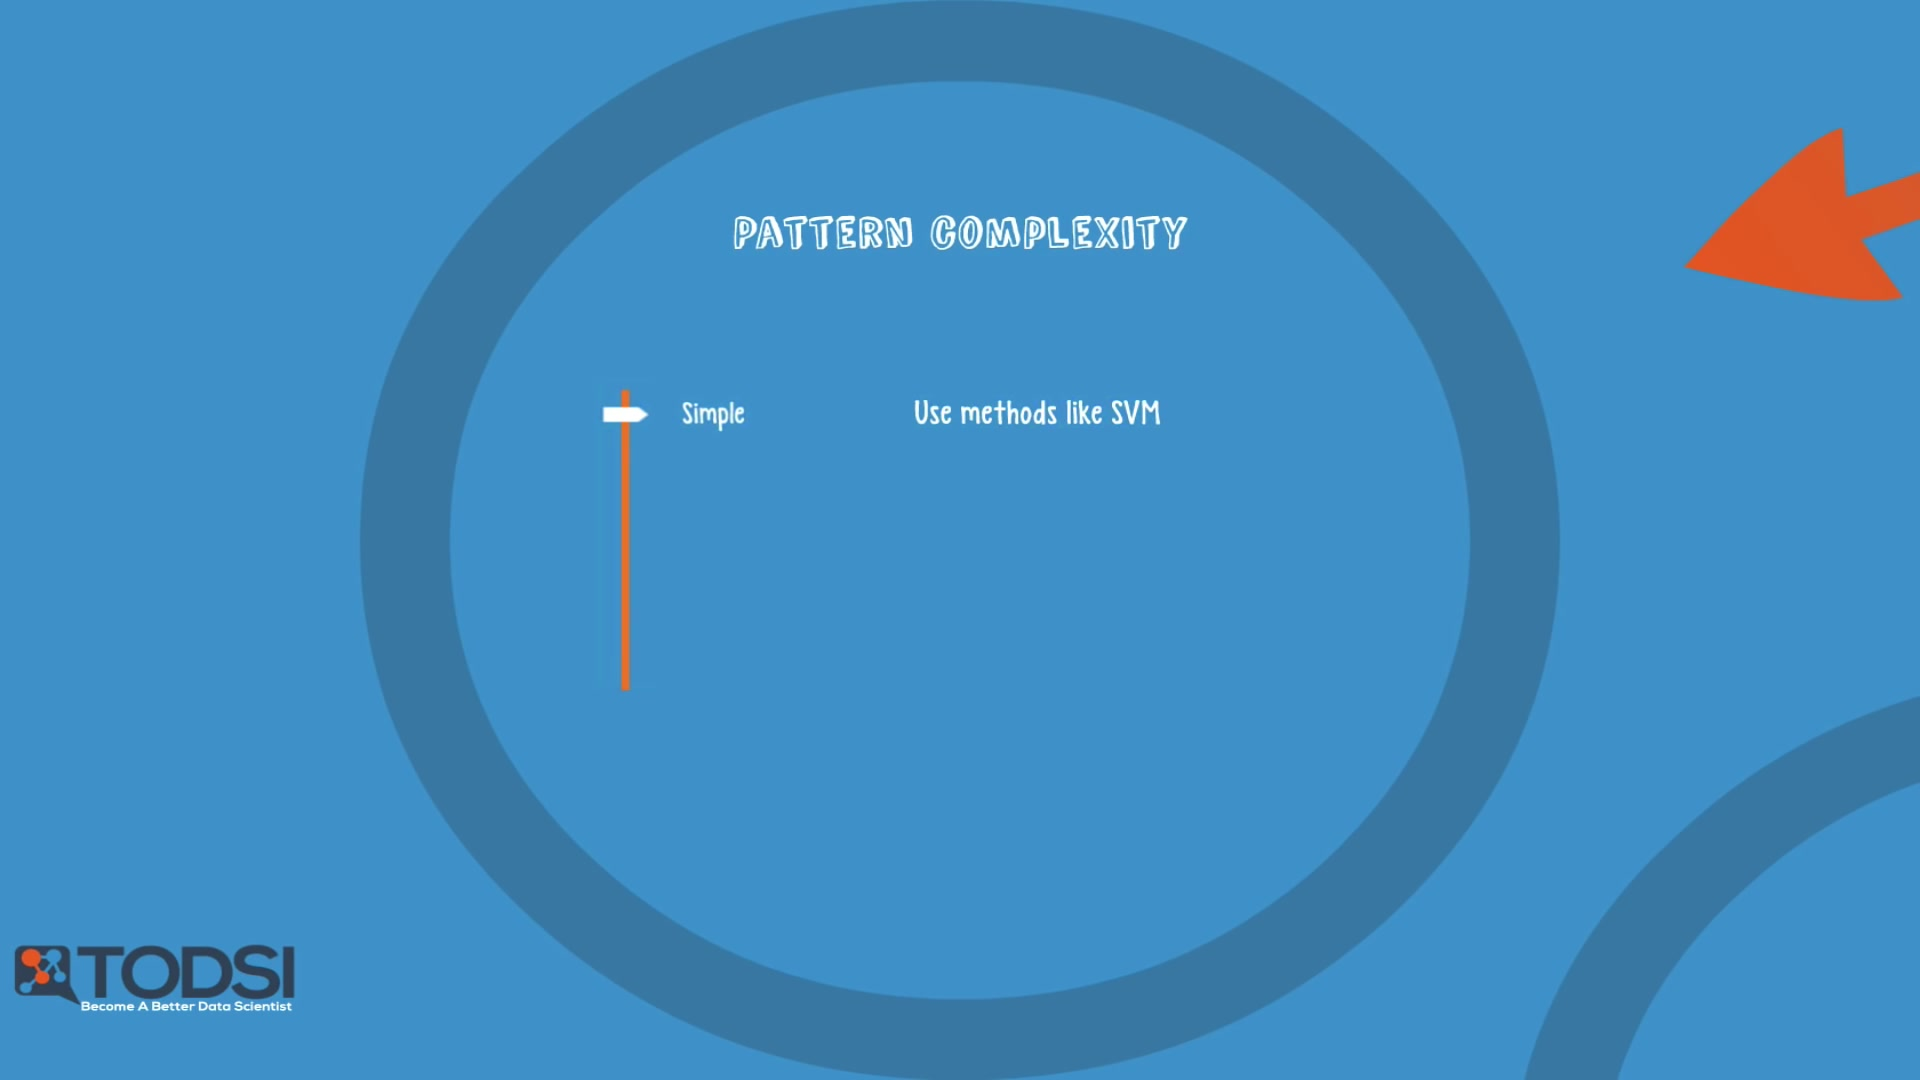 PATTERN COMPLEXITY
Simple
Use methods like SVM
TODSI
Become A Better Data Scientist